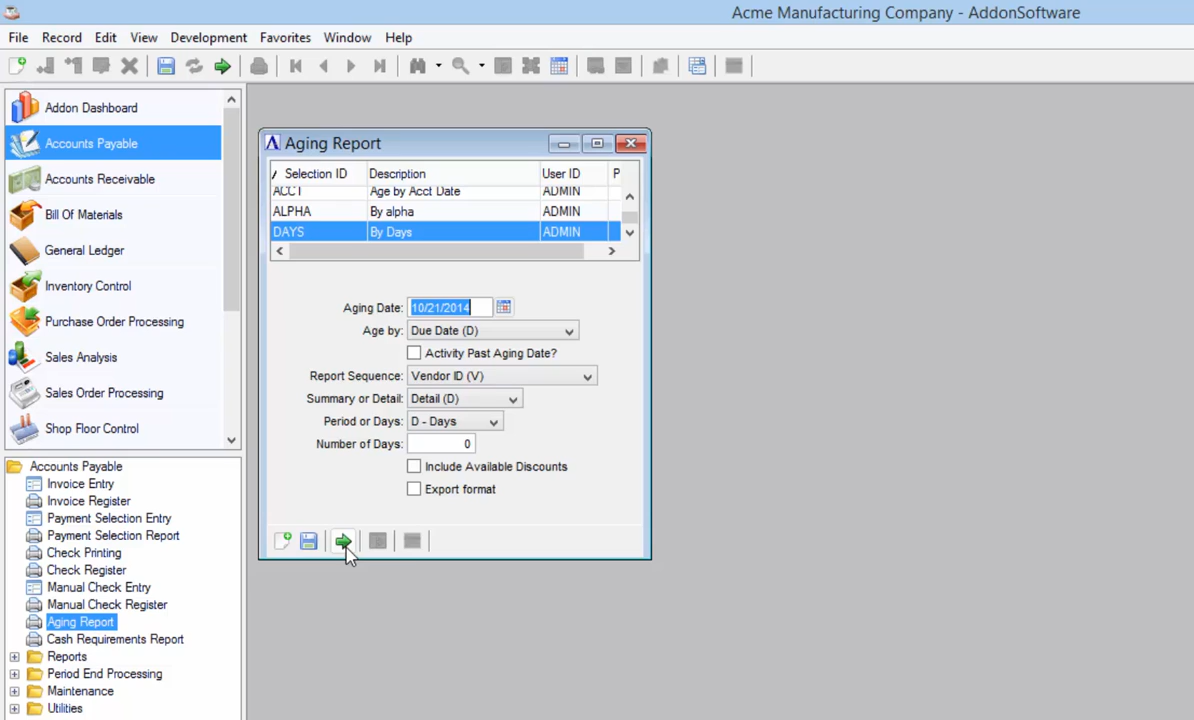 Acme Manufacturing Company - AddonSoftware
File Record Edit View Development Favorites Window Help
Addon Dashboard
Accounts Payable
Accounts Receivable
Bill Of Materials
General Ledger
Inventory Control
Purchase Order Processing
Sales Analysis
Sales Order Processing
Shop Floor Control
Accounts Payable
Invoice Entry
Invoice Register
Payment Selection Entry
Payment Selection Report
Check Printing
Check Register
Manual Check Entry
Manual Check Register
Aging Report
Cash Requirements Report
Reports
Period End Processing
Maintenance
Utilities
Aging Report
Selection ID Description User ID P
ACCT Age by Acct Date ADMIN
ALPHA By alpha ADMIN
DAYS By Days ADMIN
Aging Date: 10/21/2014
Age by: Due Date (D)
Activity Past Aging Date?
Report Sequence: Vendor ID (V)
Summary or Detail: Detail (D)
Period or Days: D - Days
Number of Days: 0
Include Available Discounts
Export format